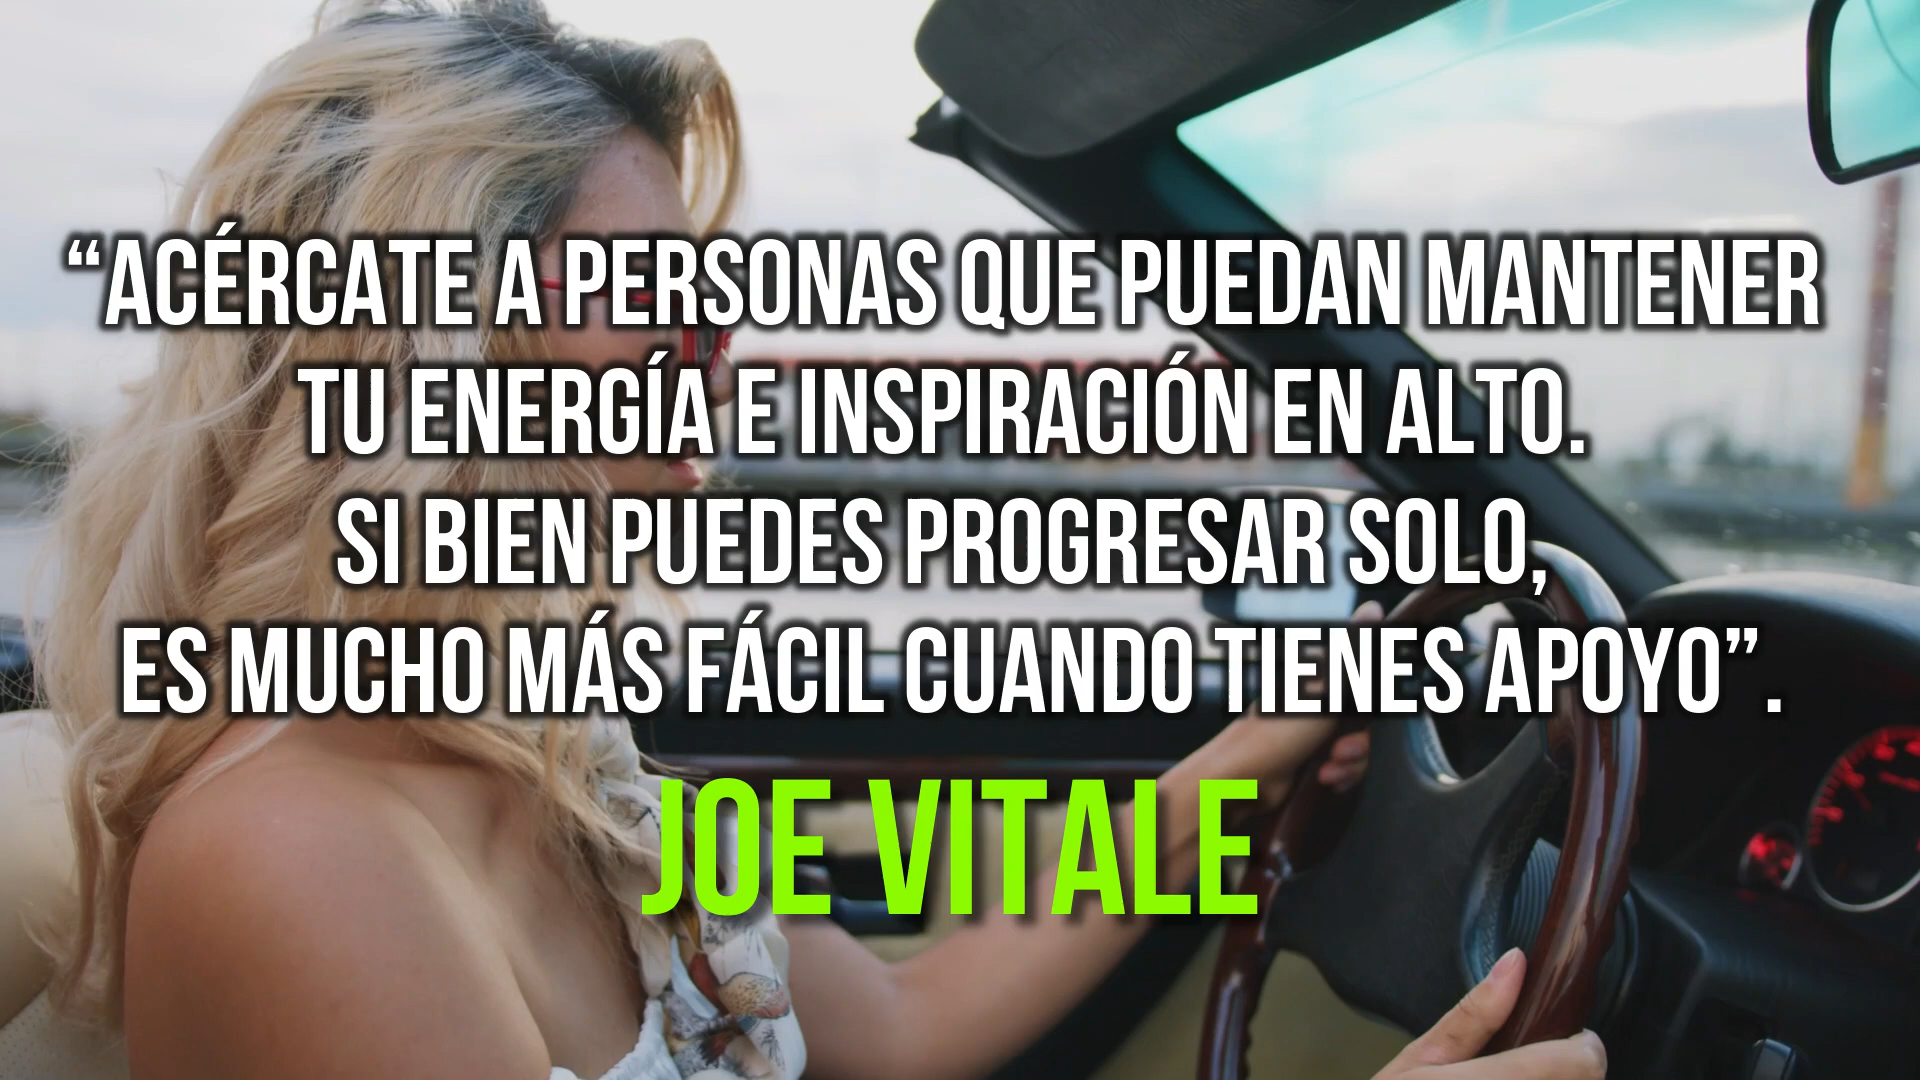 “ACÉRCATE A PERSONAS QUE PUEDAN MANTENER
TU ENERGÍA E INSPIRACIÓN EN ALTO.
SI BIEN PUEDES PROGRESAR SOLO,
ES MUCHO MÁS FÁCIL CUANDO TIENES APOYO” .
JOE VITALE